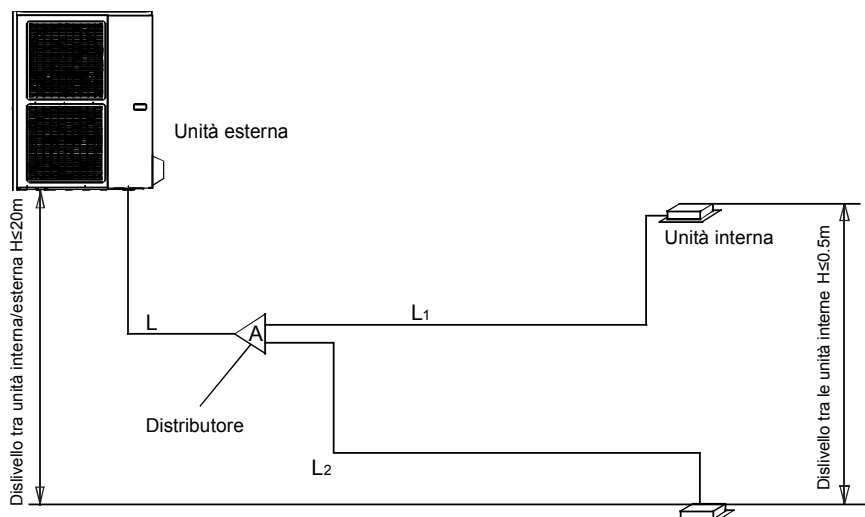 Unità esterna
Dislivello tra unità interna/esterna H≤20m
Unità interna
Dislivello tra le unità interne H≤0.5m
L
A
L1
Distributore
L2